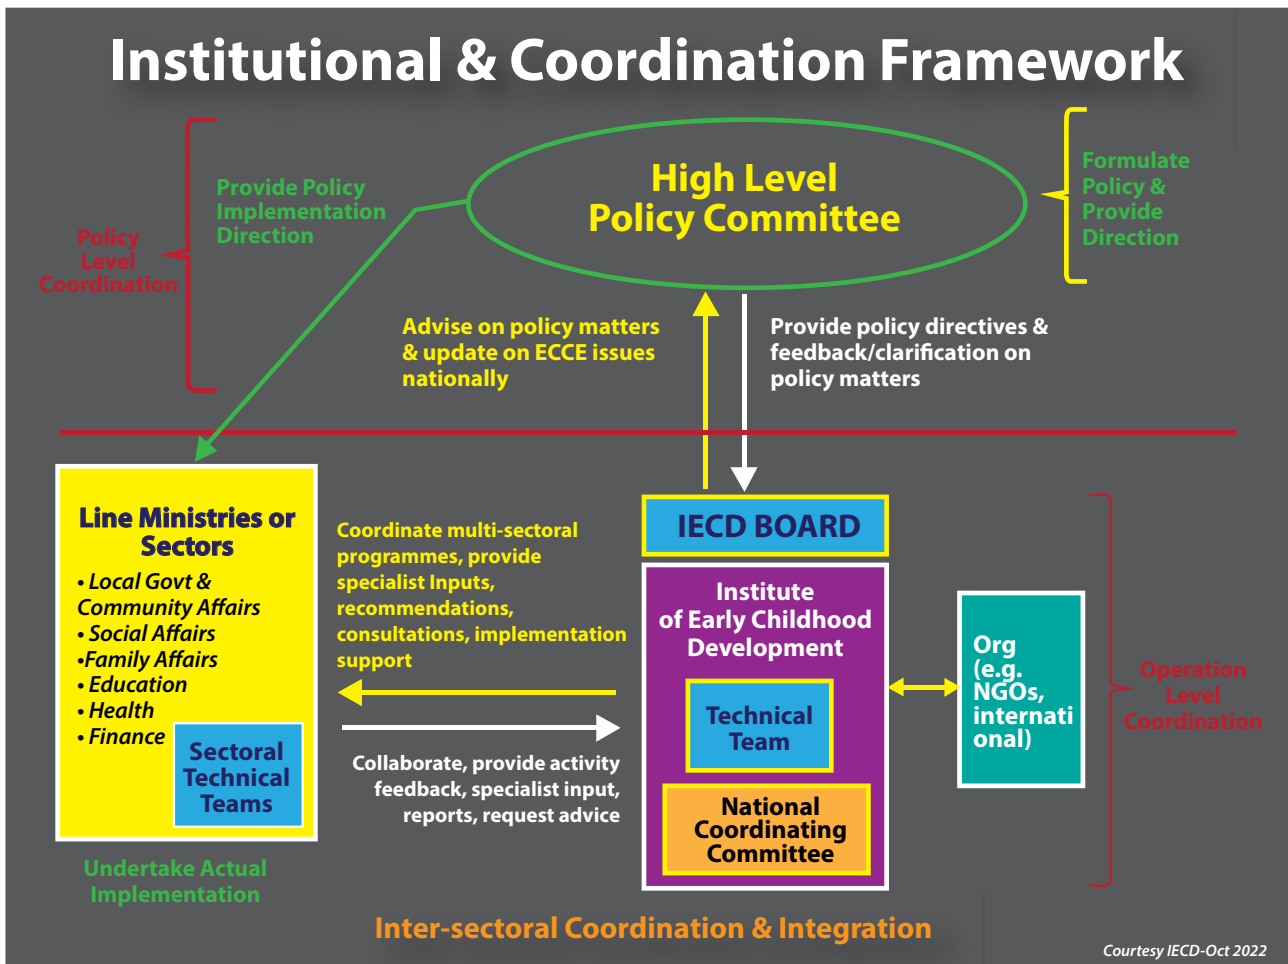 Institutional & Coordination Framework
Policy
Level
Coordination
Provide Policy
Implementation
Direction
High Level
Policy Committee
Formulate
Policy &
Provide
Direction
Advise on policy matters
& update on ECCE issues
nationally
Provide policy directives &
feedback/clarification on
policy matters
Line Ministries or
Sectors
• Local Govt &
Community Affairs
• Social Affairs
•Family Affairs
• Education
• Health
• Finance
Sectoral
Technical
Teams
Undertake Actual
Implementation
Coordinate multi-sectoral
programmes, provide
specialist Inputs,
recommendations,
consultations, implementation
support
Collaborate, provide activity
feedback, specialist input,
reports, request advice
IECD BOARD
Institute
of Early Childhood
Development
Technical
Team
National
Coordinating
Committee
Org
(e.g.
NGOs,
internati
onal)
Operation
Level
Coordination
Inter-sectoral Coordination & Integration
Courtesy IECD-Oct 2022